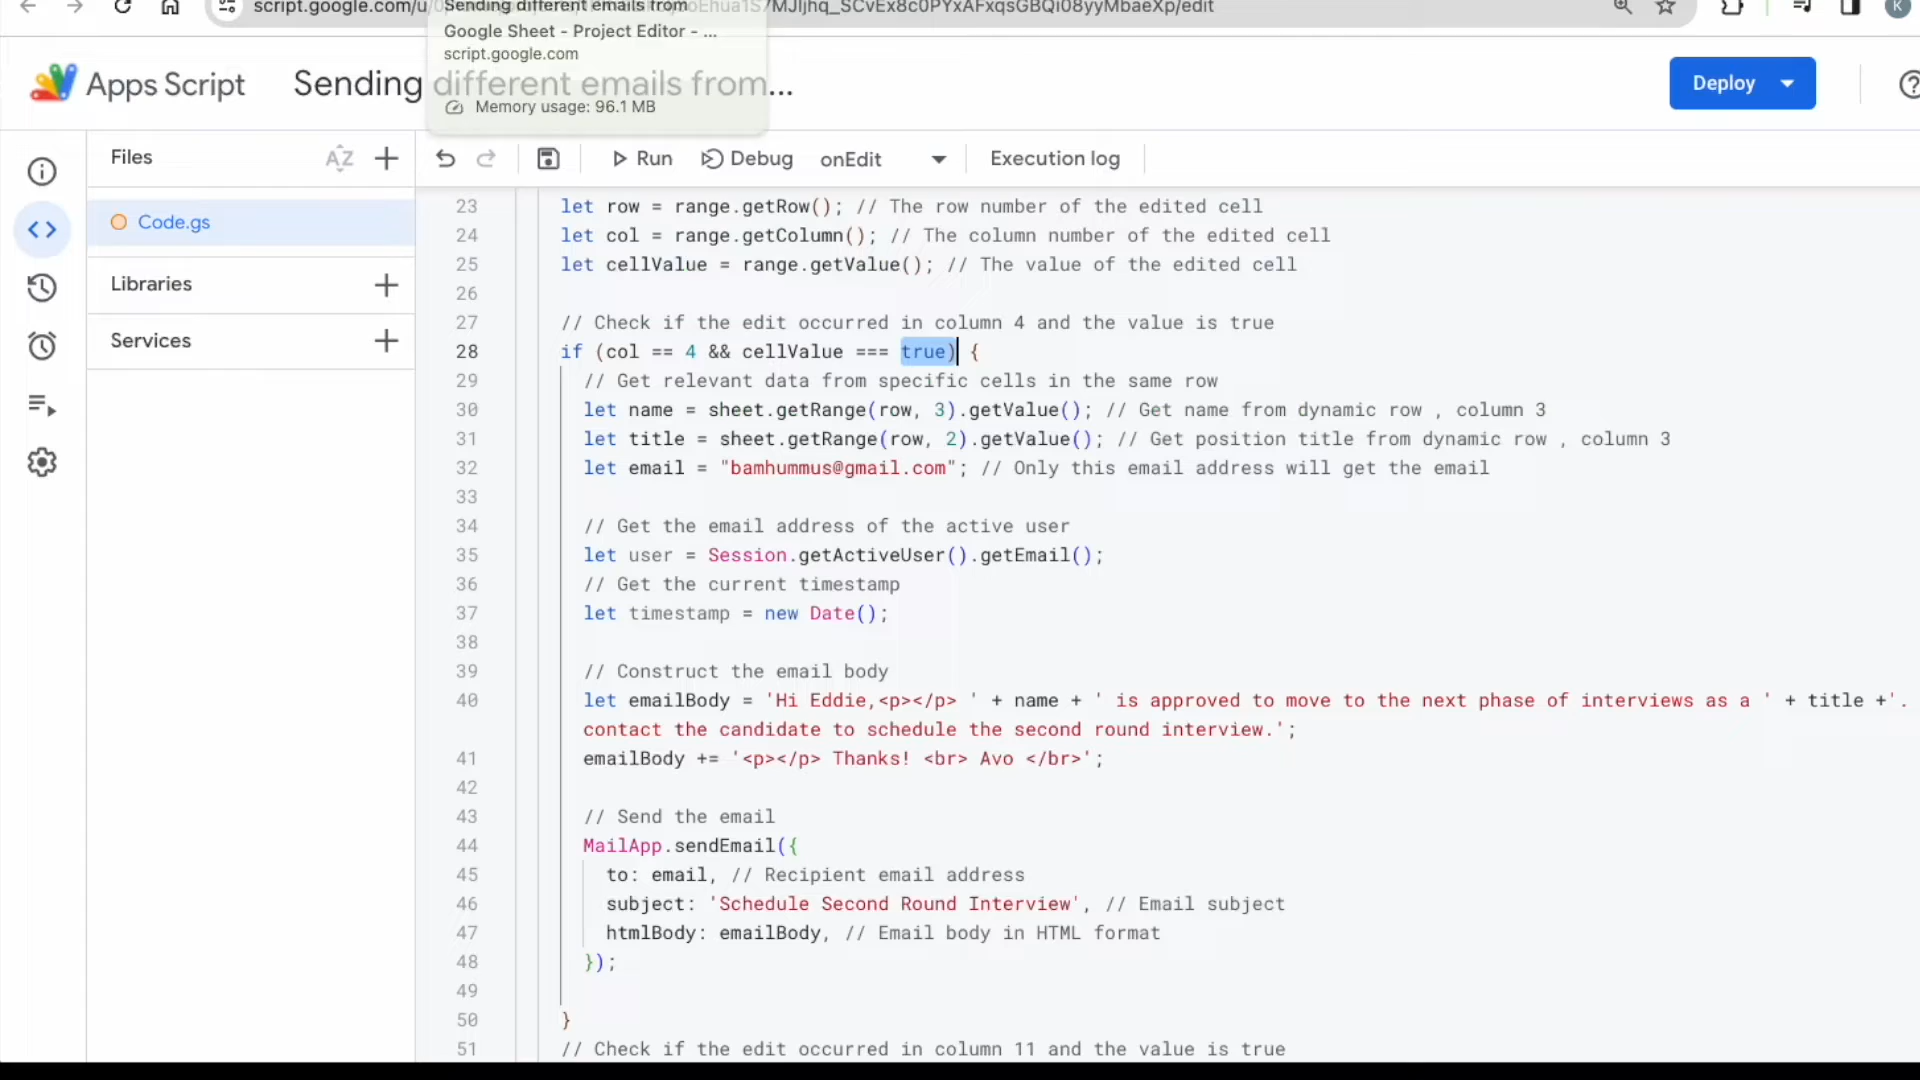 script.google.com/u/
MJIjhq_SCvEx8c0PYxAFxqsGBQi08yyMbaeXp/edit
K
Sending different emails from
Google Sheet - Project Editor - ...
script.google.com
Memory usage: 96.1 MB
Apps Script
Sending different emails from...
Deploy
Files
AZ
Run
Debug
onEdit
Execution log
Code.gs
Libraries
Services
23 let row = range.getRow(); // The row number of the edited cell
24 let col = range.getColumn(); // The column number of the edited cell
25 let cellValue = range.getValue(); // The value of the edited cell
26
27 // Check if the edit occurred in column 4 and the value is true
28 if (col == 4 && cellValue === true) {
29 // Get relevant data from specific cells in the same row
30 let name = sheet.getRange(row, 3).getValue(); // Get name from dynamic row , column 3
31 let title = sheet.getRange(row, 2).getValue(); // Get position title from dynamic row , column 3
32 let email = "bamhummus@gmail.com"; // Only this email address will get the email
33
34 // Get the email address of the active user
35 let user = Session.getActiveUser().getEmail();
36 // Get the current timestamp
37 let timestamp = new Date();
38
39 // Construct the email body
40 let emailBody = 'Hi Eddie,<p></p> ' + name + ' is approved to move to the next phase of interviews as a ' + title +'.
contact the candidate to schedule the second round interview.';
41 emailBody += '<p></p> Thanks! <br> Avo </br>';
42
43 // Send the email
44 MailApp.sendEmail({
45 to: email, // Recipient email address
46 subject: 'Schedule Second Round Interview', // Email subject
47 htmlBody: emailBody, // Email body in HTML format
48 });
49
50 }
51 // Check if the edit occurred in column 11 and the value is true